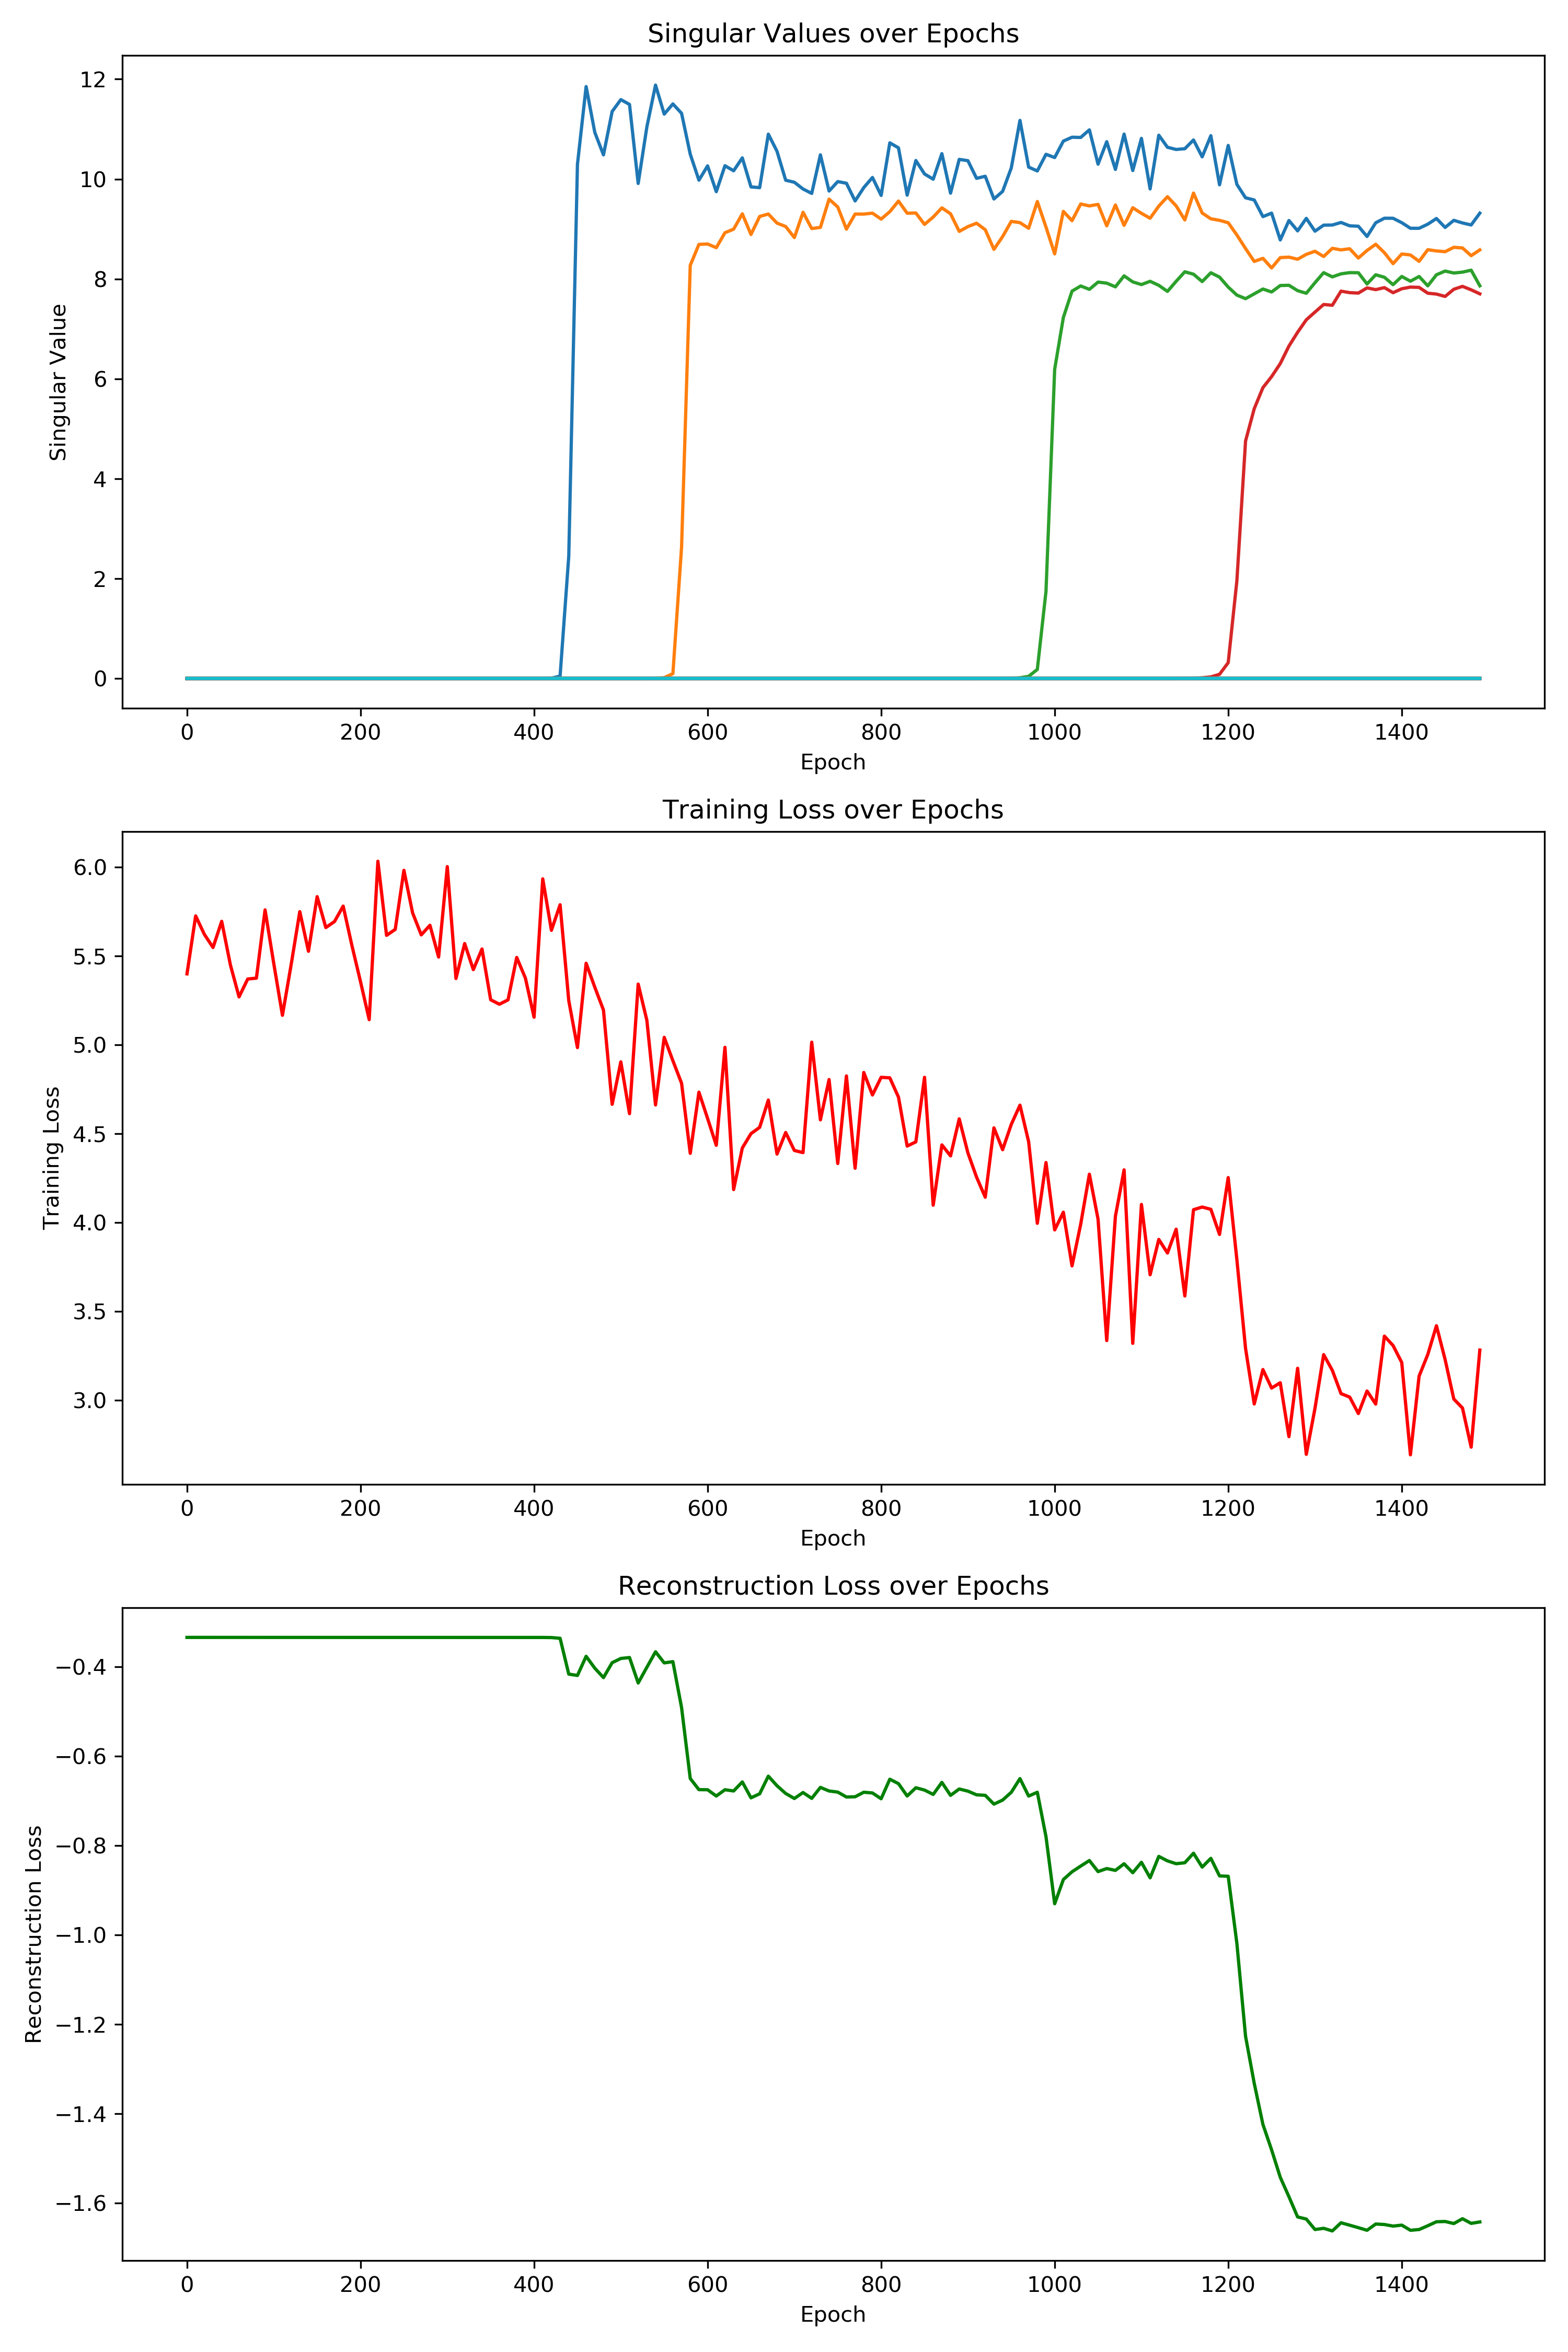 Singular Values over Epochs
12
10
8
6
4
2
0
Singular Value
0 200 400 600 800 1000 1200 1400
Epoch
Training Loss over Epochs
6.0
5.5
5.0
4.5
4.0
3.5
3.0
Training Loss
0 200 400 600 800 1000 1200 1400
Epoch
Reconstruction Loss over Epochs
−0.4
−0.6
−0.8
−1.0
−1.2
−1.4
−1.6
Reconstruction Loss
0 200 400 600 800 1000 1200 1400
Epoch